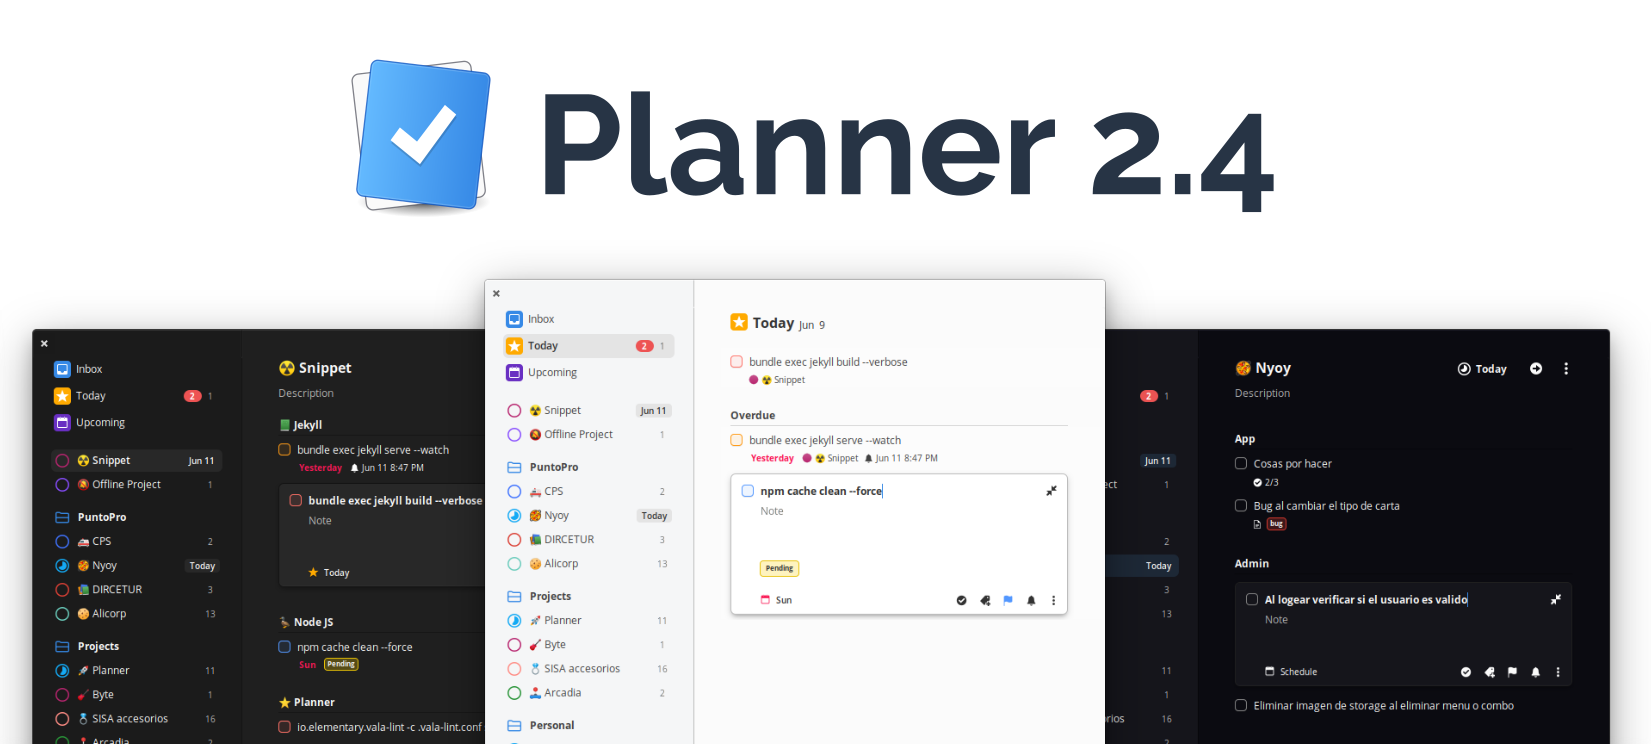 Planner 2.4
Inbox
Today 2 1
Upcoming
Snippet Jun 11
Offline Project 1
PuntoPro
CPS 2
Nyoy Today
DIRCETUR 3
Alicorp 13
Projects
Planner 11
Byte 1
SISA accesorios 16
Arcadia 2
Snippet
Description
Jekyll
bundle exec jekyll serve --watch
Yesterday Jun 11 8:47 PM
bundle exec jekyll build --verbose
Note
Today
Node JS
npm cache clean --force
Sun Pending
Planner
io.elementary.vala-lint -c .vala-lint.conf
Inbox
Today 2 1
Upcoming
Snippet Jun 11
Offline Project 1
PuntoPro
CPS 2
Nyoy Today
DIRCETUR 3
Alicorp 13
Projects
Planner 11
Byte 1
SISA accesorios 16
Arcadia 2
Personal
Today Jun 9
bundle exec jekyll build --verbose
Snippet
Overdue
bundle exec jekyll serve --watch
Yesterday Snippet Jun 11 8:47 PM
npm cache clean --force
Note
Pending
Sun
2 1
Jun 11
ect 1
2
Today
3
13
11
1
rios 16
2
Nyoy Today
Description
App
Cosas por hacer
2/3
Bug al cambiar el tipo de carta
bug
Admin
Al logear verificar si el usuario es valido
Note
Schedule
Eliminar imagen de storage al eliminar menu o combo